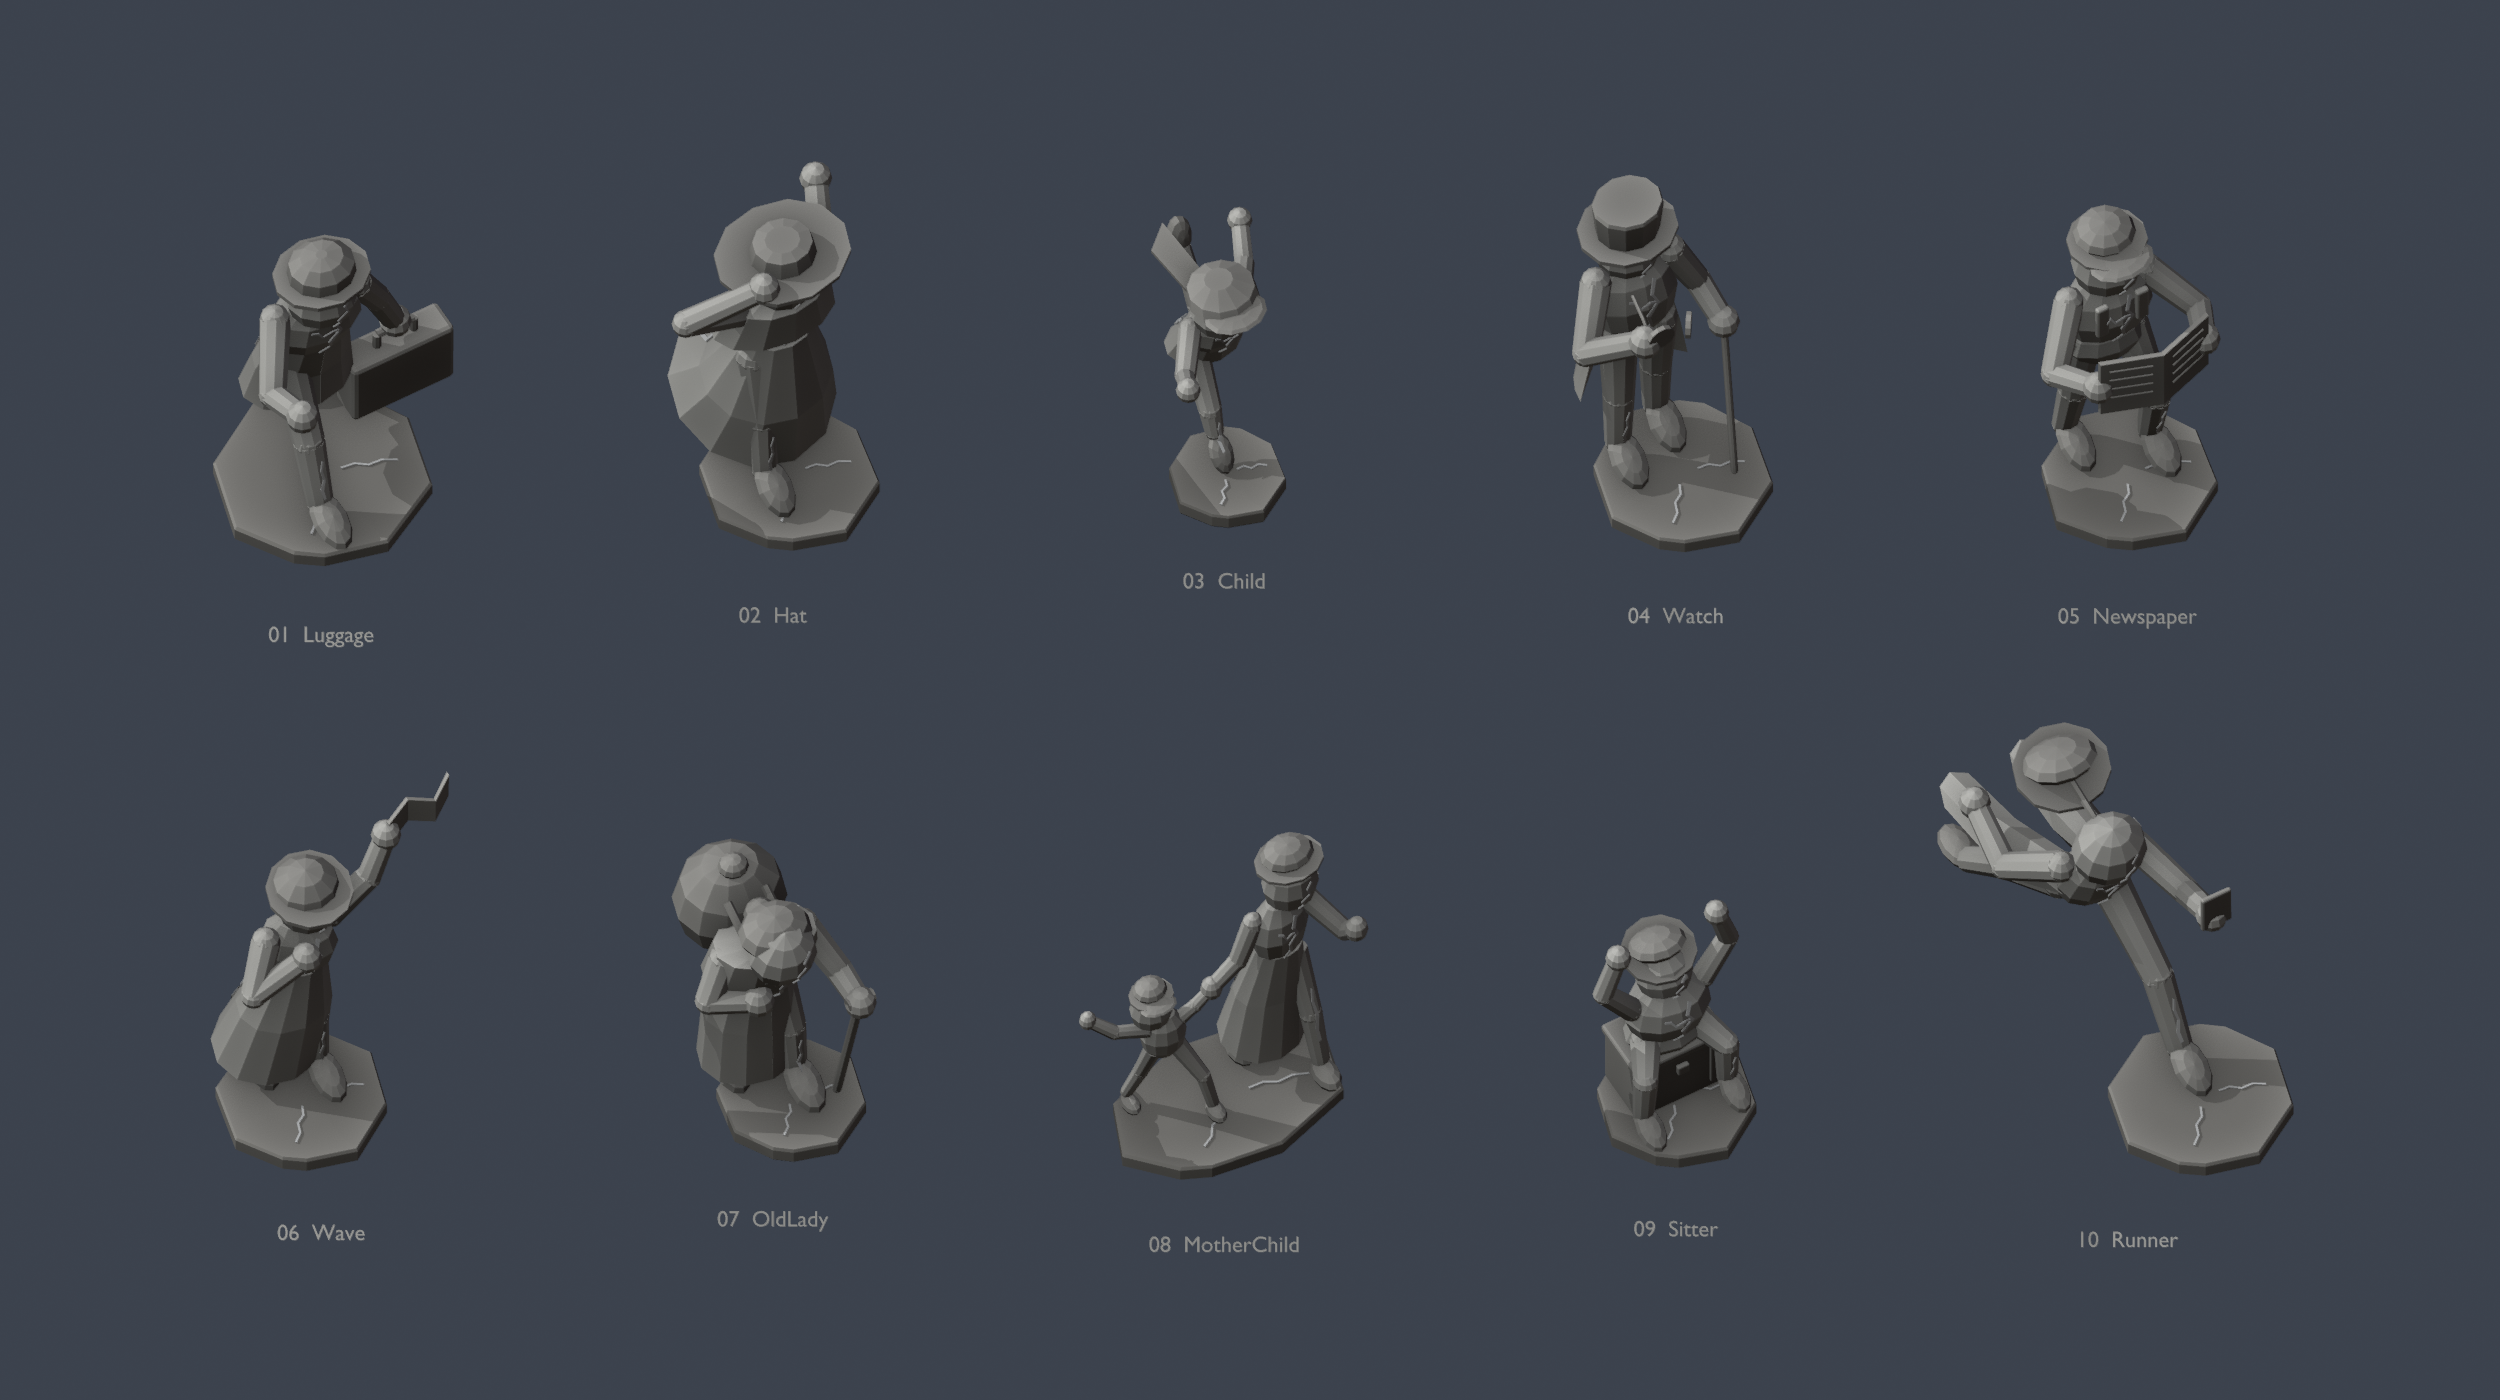 03 Child
02 Hat
04 Watch
05 Newspaper
01 Luggage
07 OldLady
09 Sitter
06 Wave
10 Runner
08 MotherChild